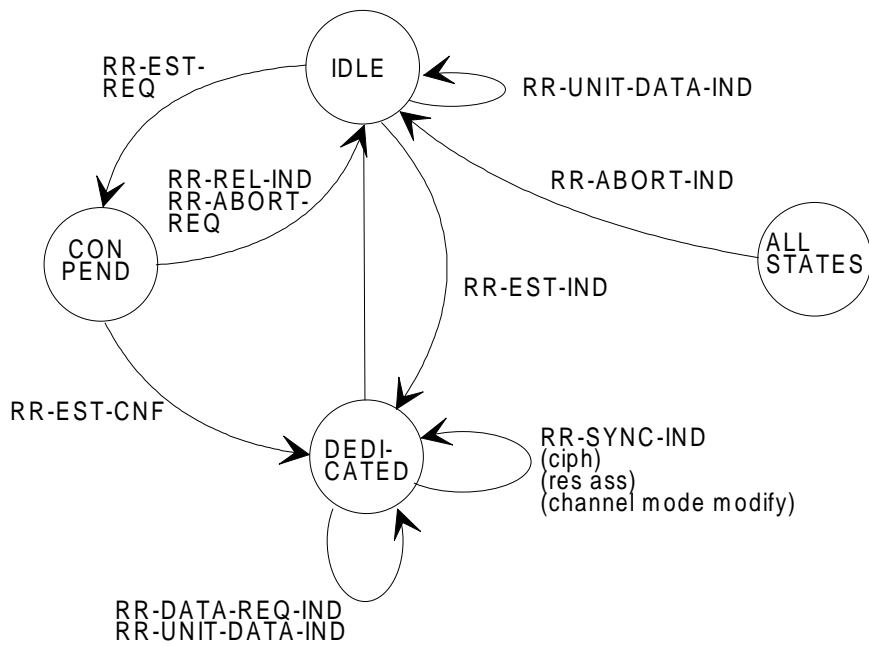 IDLE
RR-EST-
REQ
RR-UNIT-DATA-IND
RR-REL-IND
RR-ABORT-
REQ
RR-ABORT-IND
CON
PEND
ALL
STATES
RR-EST-IND
RR-EST-CNF
DEDI-
CATED
RR-SYNC-IND
(ciph)
(res ass)
(channel mode modify)
RR-DATA-REQ-IND
RR-UNIT-DATA-IND